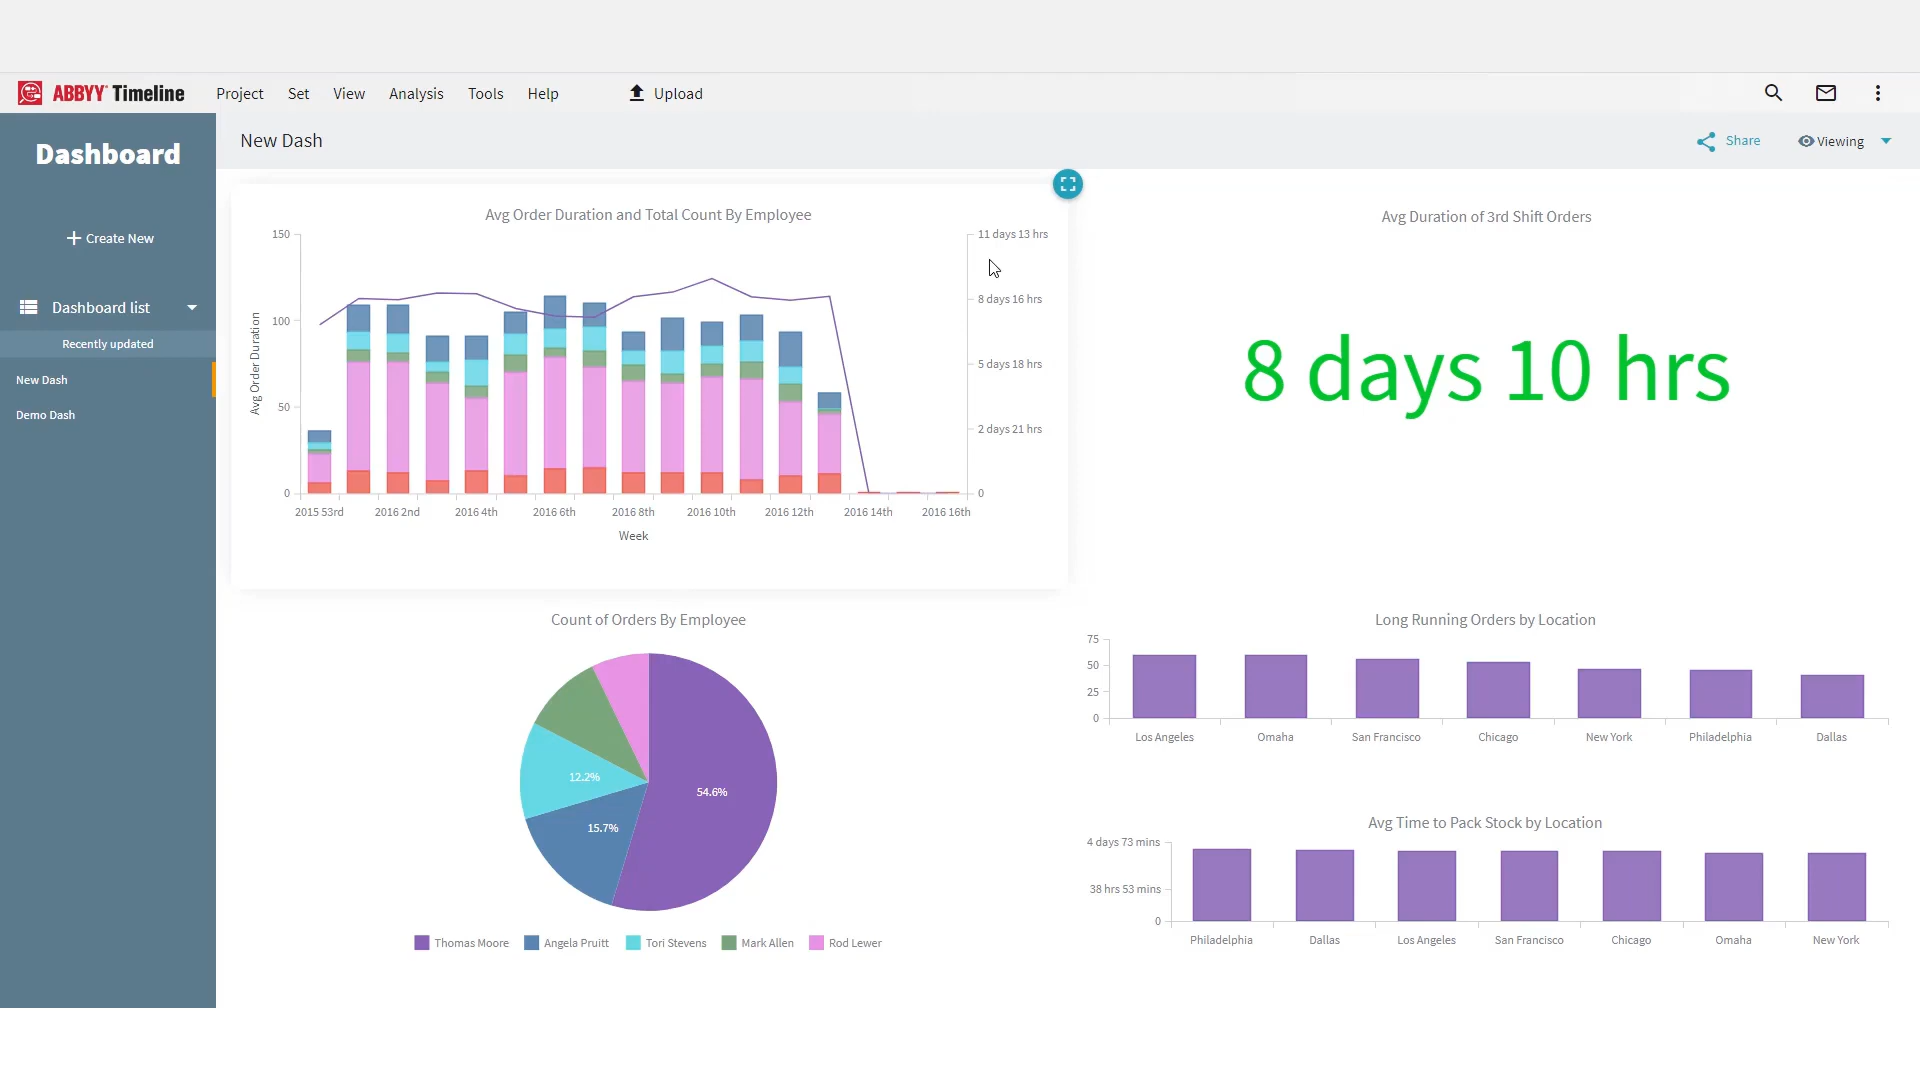 ABBYY Timeline
Project Set View Analysis Tools Help Upload
Dashboard
Create New
Dashboard list
Recently updated
New Dash
Demo Dash
New Dash
Share Viewing
Avg Order Duration and Total Count By Employee
150
100
50
0
Avg Order Duration
11 days 13 hrs
8 days 16 hrs
5 days 18 hrs
2 days 21 hrs
0
2015 53rd 2016 2nd 2016 4th 2016 6th 2016 8th 2016 10th 2016 12th 2016 14th 2016 16th
Week
Avg Duration of 3rd Shift Orders
8 days 10 hrs
Count of Orders By Employee
12.2%
54.6%
15.7%
Thomas Moore Angela Pruitt Tori Stevens Mark Allen Rod Lewer
Long Running Orders by Location
75
50
25
0
Los Angeles Omaha San Francisco Chicago New York Philadelphia Dallas
Avg Time to Pack Stock by Location
4 days 73 mins
38 hrs 53 mins
0
Philadelphia Dallas Los Angeles San Francisco Chicago Omaha New York